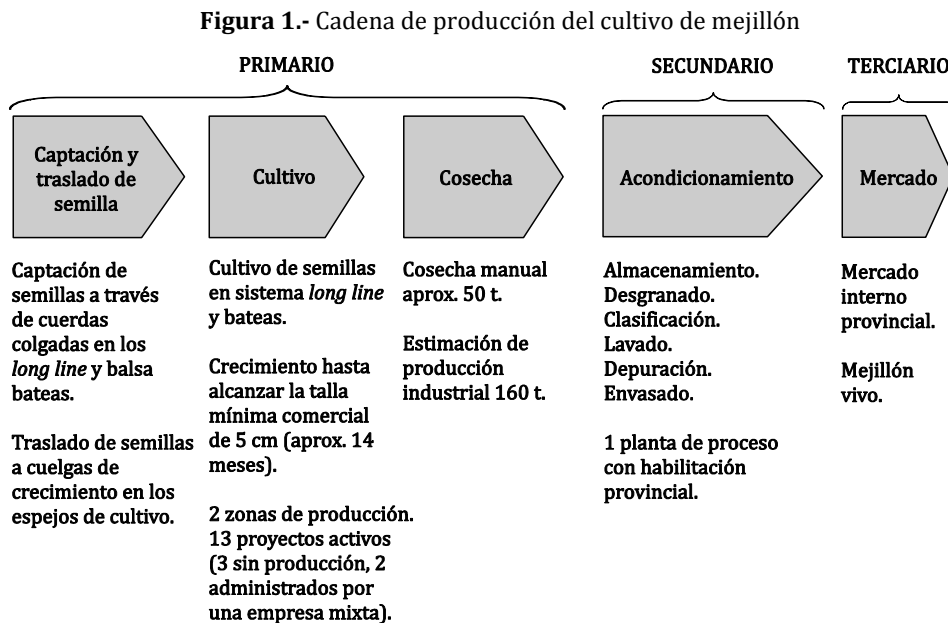 Figura 1.- Cadena de producción del cultivo de mejillón
PRIMARIO
SECUNDARIO
TERCIARIO
Captación y
traslado de
semilla
Cultivo
Cosecha
Acondicionamiento
Mercado
Captación de
semillas a través
de cuerdas
colgadas en los
long line y balsa
bateas.
Traslado de semillas
a cuelgas de
crecimiento en los
espejos de cultivo.
Cultivo de semillas
en sistema long line
y bateas.
Crecimiento hasta
alcanzar la talla
mínima comercial
de 5 cm (aprox. 14
meses).
2 zonas de producción.
13 proyectos activos
(3 sin producción, 2
administrados por
una empresa mixta).
Cosecha manual
aprox. 50 t.
Estimación de
producción
industrial 160 t.
Almacenamiento.
Desgranado.
Clasificación.
Lavado.
Depuración.
Envasado.
1 planta de proceso
con habilitación
provincial.
Mercado
interno
provincial.
Mejillón
vivo.